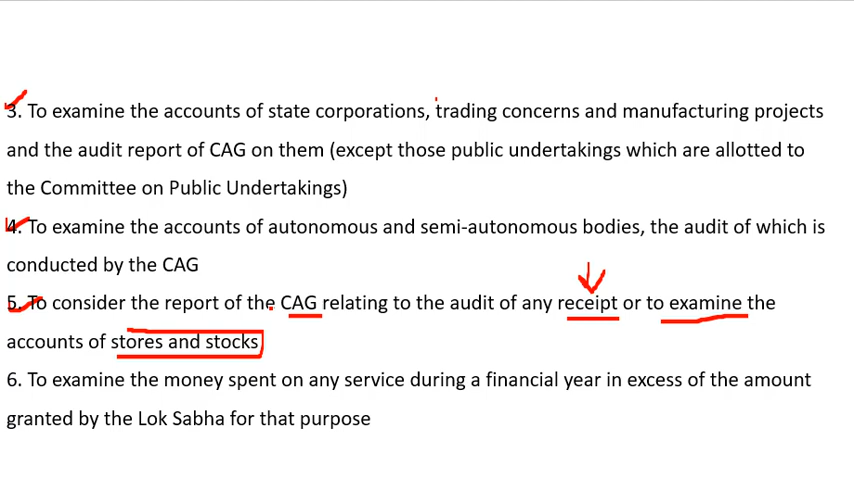 3. To examine the accounts of state corporations, trading concerns and manufacturing projects
and the audit report of CAG on them (except those public undertakings which are allotted to
the Committee on Public Undertakings)
4. To examine the accounts of autonomous and semi-autonomous bodies, the audit of which is
conducted by the CAG
5. To consider the report of the CAG relating to the audit of any receipt or to examine the
accounts of stores and stocks
6. To examine the money spent on any service during a financial year in excess of the amount
granted by the Lok Sabha for that purpose